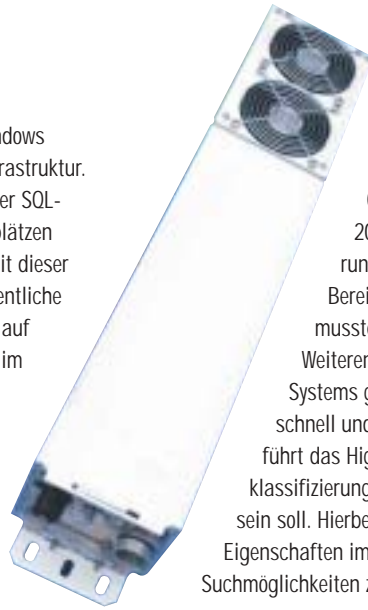 dows
rastruktur.
er SQL-
plätzen
it dieser
entliche
auf
im
20
run
Berei
musste
Weiteren
Systems g
schnell und
führt das Hig
klassifizierung
sein soll. Hierbe
Eigenschaften im
Suchmöglichkeiten z